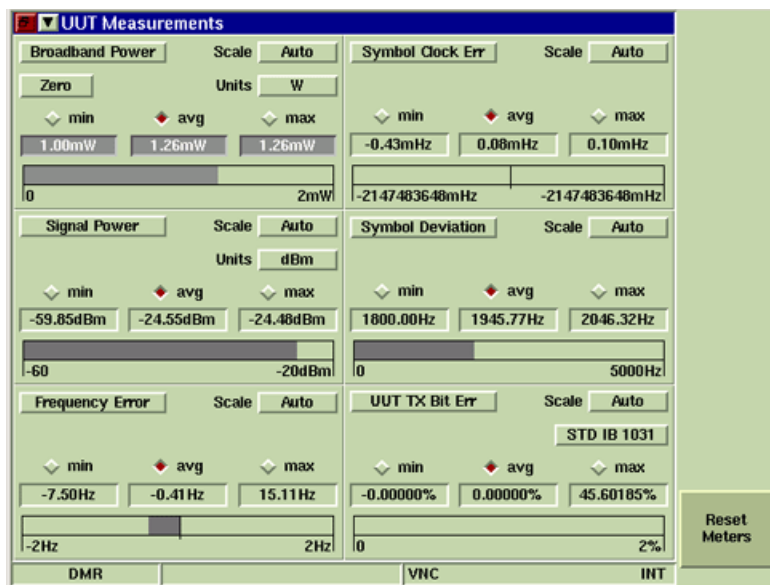 UUT Measurements
Broadband Power Scale Auto
Zero Units W
min avg max
1.00mW 1.26mW 1.26mW
0 2mW
Symbol Clock Err Scale Auto
min avg max
-0.43mHz 0.08mHz 0.10mHz
-2147483648mHz -2147483648mHz
Signal Power Scale Auto
Units dBm
min avg max
-59.85dBm -24.55dBm -24.48dBm
-60 -20dBm
Symbol Deviation Scale Auto
min avg max
1800.00Hz 1945.77Hz 2046.32Hz
0 5000Hz
Frequency Error Scale Auto
min avg max
-7.50Hz -0.41Hz 15.11Hz
-2Hz 2Hz
UUT TX Bit Err Scale Auto
STD IB 1031
min avg max
-0.00000% 0.00000% 45.60185%
0 2%
Reset
Meters
DMR VNC INT